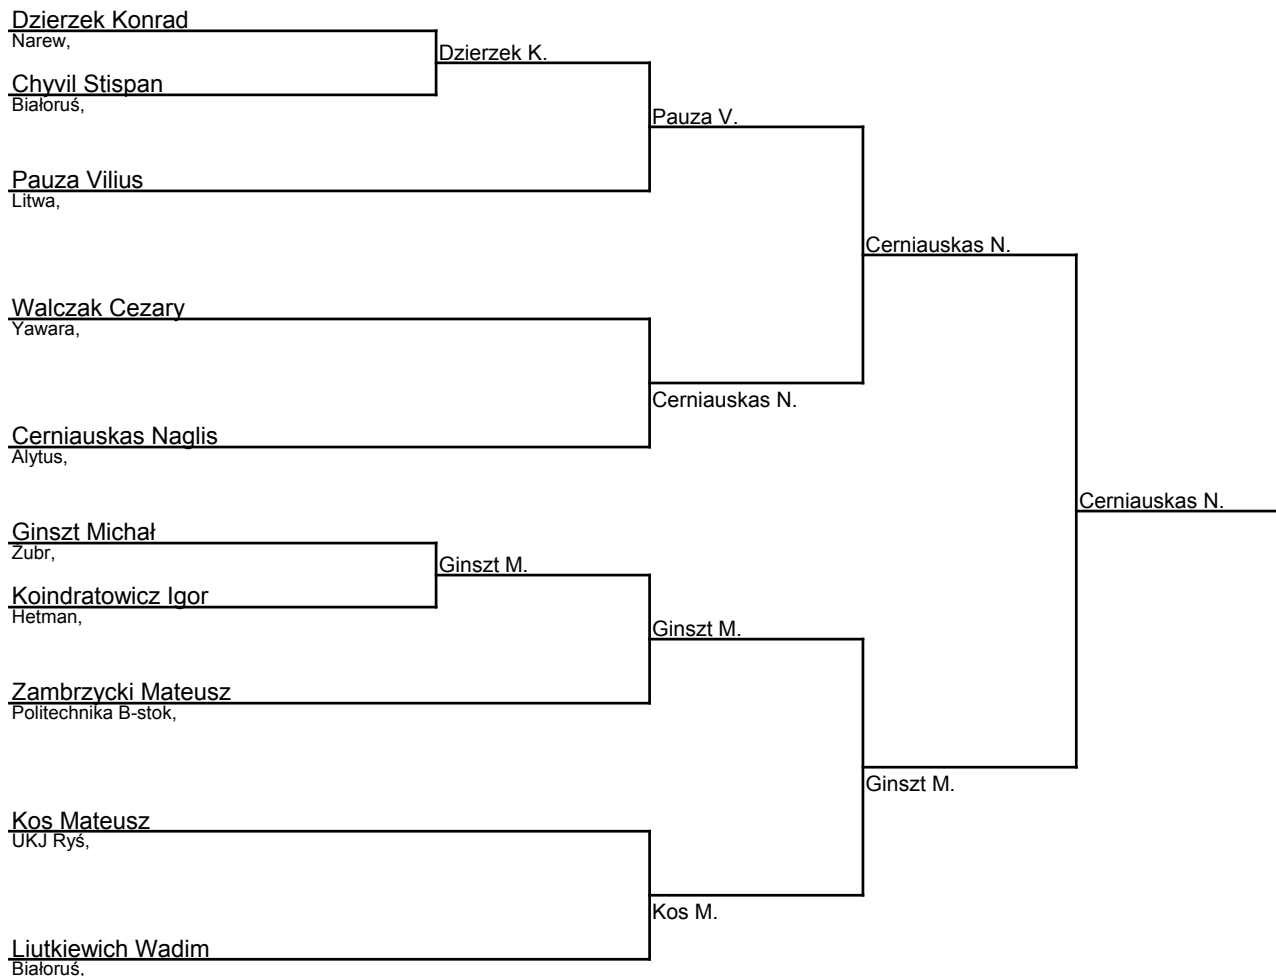 Dzierzek Konrad
Narew,
Dzierzek K.
Chyvil Stispan
Białoruś,
Pauza V.
Pauza Vilius
Litwa,
Cerniauskas N.
Walczak Cezary
Yawara,
Cerniauskas N.
Cerniauskas Naglis
Alytus,
Cerniauskas N.
Ginszt Michał
Żubr,
Ginszt M.
Koindratowicz Igor
Hetman,
Ginszt M.
Zambrzycki Mateusz
Politechnika B-stok,
Ginszt M.
Kos Mateusz
UKJ Ryś,
Kos M.
Liutkiewich Wadim
Białoruś,